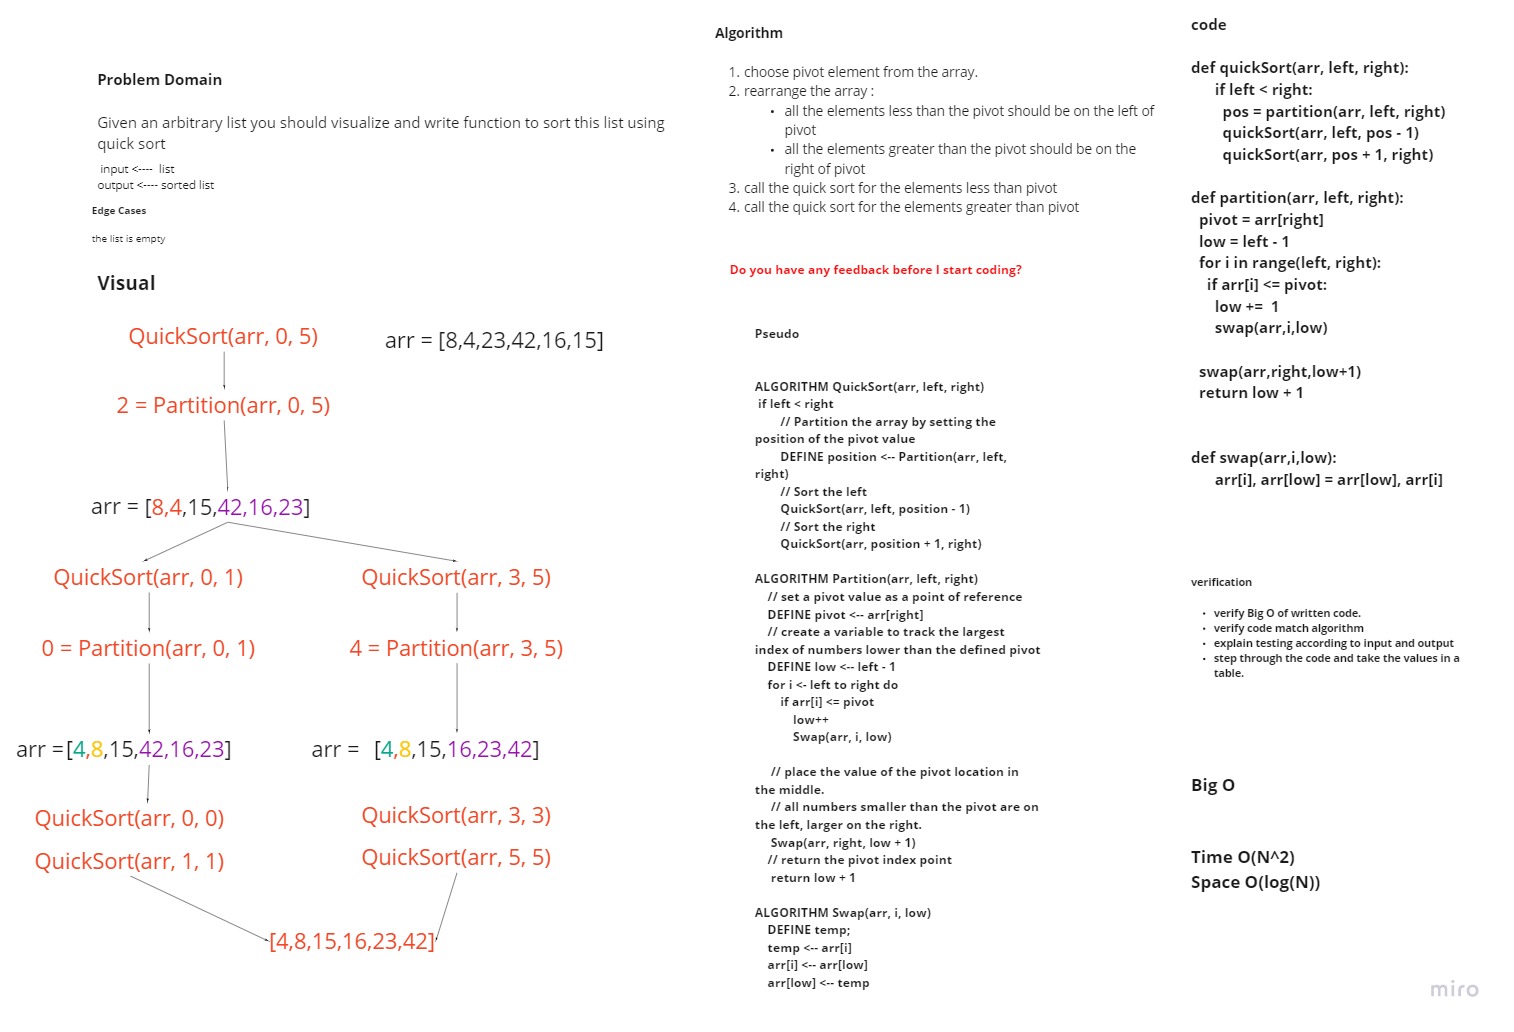 Problem Domain
Given an arbitrary list you should visualize and write function to sort this list using
quick sort
input <---- list
output <---- sorted list
Edge Cases
the list is empty
Visual
QuickSort(arr, 0, 5)
arr = [8,4,23,42,16,15]
2 = Partition(arr, 0, 5)
arr = [8,4,15,42,16,23]
QuickSort(arr, 0, 1)
QuickSort(arr, 3, 5)
0 = Partition(arr, 0, 1)
4 = Partition(arr, 3, 5)
arr =[4,8,15,42,16,23]
arr = [4,8,15,16,23,42]
QuickSort(arr, 0, 0)
QuickSort(arr, 3, 3)
QuickSort(arr, 1, 1)
QuickSort(arr, 5, 5)
[4,8,15,16,23,42]
Algorithm
1. choose pivot element from the array.
2. rearrange the array :
• all the elements less than the pivot should be on the left of
pivot
• all the elements greater than the pivot should be on the
right of pivot
3. call the quick sort for the elements less than pivot
4. call the quick sort for the elements greater than pivot
Do you have any feedback before I start coding?
Pseudo
ALGORITHM QuickSort(arr, left, right)
if left < right
// Partition the array by setting the
position of the pivot value
DEFINE position <-- Partition(arr, left,
right)
// Sort the left
QuickSort(arr, left, position - 1)
// Sort the right
QuickSort(arr, position + 1, right)
ALGORITHM Partition(arr, left, right)
// set a pivot value as a point of reference
DEFINE pivot <-- arr[right]
// create a variable to track the largest
index of numbers lower than the defined pivot
DEFINE low <-- left - 1
for i <- left to right do
if arr[i] <= pivot
low++
Swap(arr, i, low)
// place the value of the pivot location in
the middle.
// all numbers smaller than the pivot are on
the left, larger on the right.
Swap(arr, right, low + 1)
// return the pivot index point
return low + 1
ALGORITHM Swap(arr, i, low)
DEFINE temp;
temp <-- arr[i]
arr[i] <-- arr[low]
arr[low] <-- temp
code
def quickSort(arr, left, right):
if left < right:
pos = partition(arr, left, right)
quickSort(arr, left, pos - 1)
quickSort(arr, pos + 1, right)
def partition(arr, left, right):
pivot = arr[right]
low = left - 1
for i in range(left, right):
if arr[i] <= pivot:
low += 1
swap(arr,i,low)
swap(arr,right,low+1)
return low + 1
def swap(arr,i,low):
arr[i], arr[low] = arr[low], arr[i]
verification
• verify Big O of written code.
• verify code match algorithm
• explain testing according to input and output
• step through the code and take the values in a
table.
Big O
Time O(N^2)
Space O(log(N))
miro